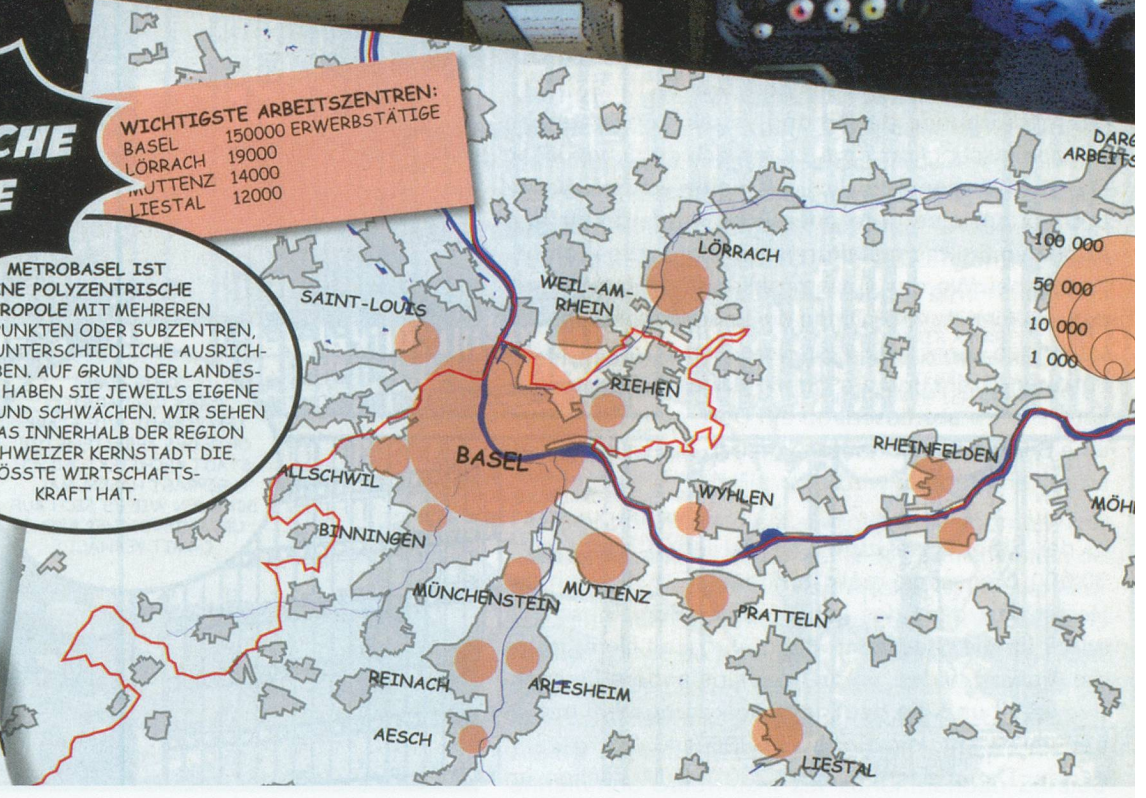 CHE
E
WICHTIGSTE ARBEITSZENTREN:
BASEL 150000 ERWERBSTÄTIGE
LÖRRACH 19000
MUTTENZ 14000
LIESTAL 12000
METROBASEL IST
NE POLYZENTRISCHE
ROPOLE MIT MEHREREN
PUNKTEN ODER SUBZENTREN,
UNTERSCHIEDLICHE AUSRICH-
BEN. AUF GRUND DER LANDES-
HABEN SIE JEWEILS EIGENE
UND SCHWÄCHEN. WIR SEHEN
AS INNERHALB DER REGION
HWEIZER KERNSTADT DIE
ÖSSTE WIRTSCHAFTS-
KRAFT HAT.
DARG
ARBEITS
100 000
50 000
10 000
1 000
LÖRRACH
WEIL-AM-
RHEIN
SAINT-LOUIS
RIEHEN
BASEL
RHEINFELDEN
ALLSCHWIL
WYHLEN
MÖHL
BINNINGEN
MÜNCHENSTEIN
MUTTENZ
PRATTELN
REINACH
ARLESHEIM
AESCH
LIESTAL